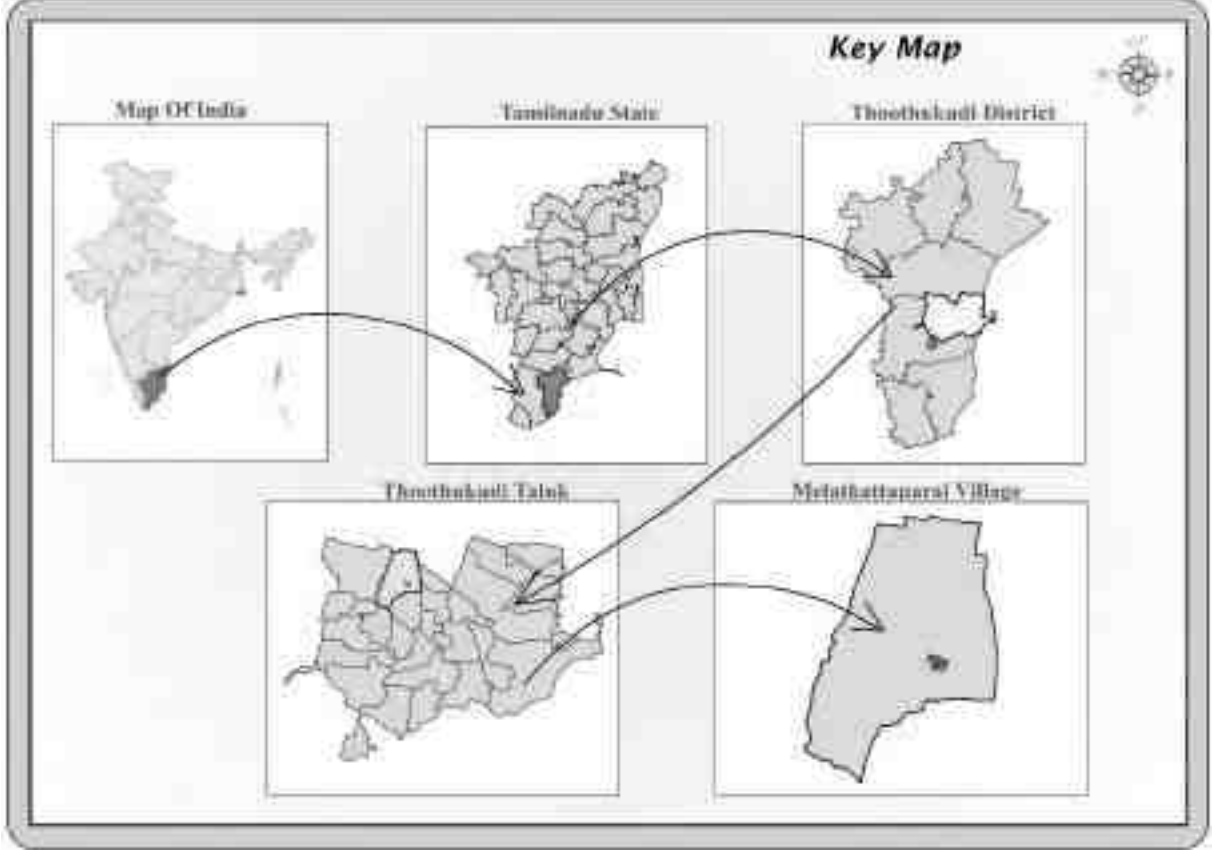 Key Map
Map Of India
Tamilnadu State
Thoothukudi District
Thoothukudi Taluk
Melathattaparai Village